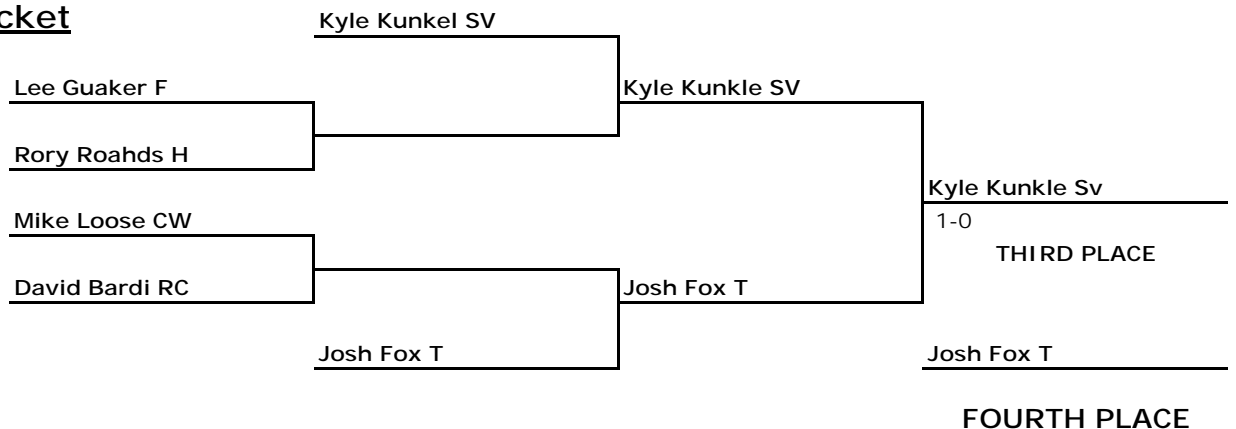 cket
Kyle Kunkel SV
Lee Guaker F
Kyle Kunkle SV
Rory Roahds H
Kyle Kunkle Sv
Mike Loose CW
1-0
THIRD PLACE
David Bardi RC
Josh Fox T
Josh Fox T
Josh Fox T
FOURTH PLACE